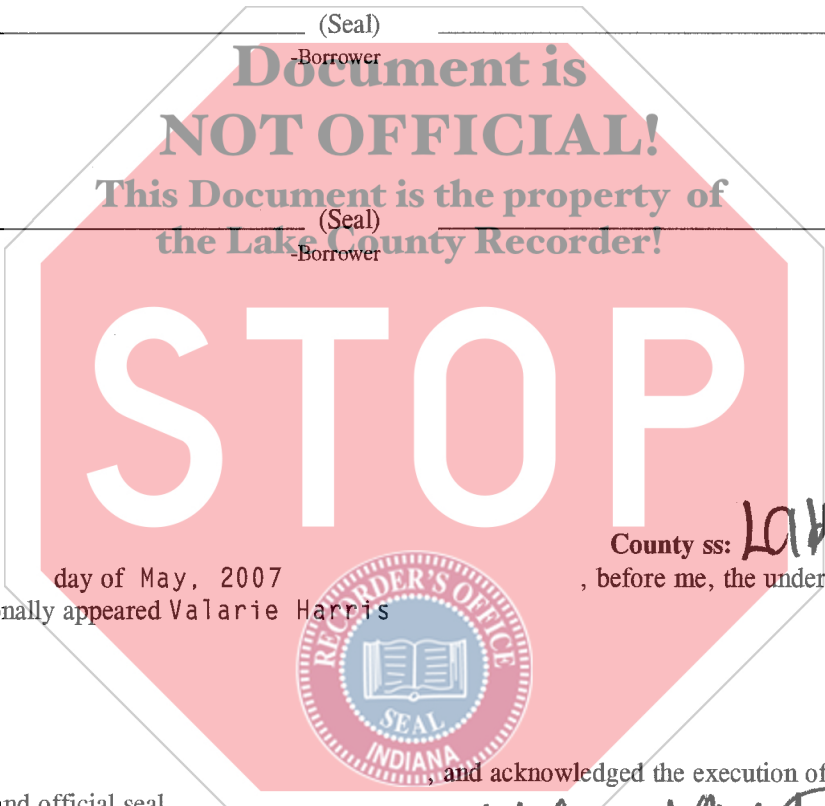 (Seal)
-Borrower
Document is
NOT OFFICIAL!
This Document is the property of
(Seal)
the Lake County Recorder!
-Borrower
STOP
County ss:
day of May, 2007 , before me, the under
nally appeared Valarie Harris
RECORDER'S OFFICE
SEAL
INDIANA
, and acknowledged the execution of
and official seal